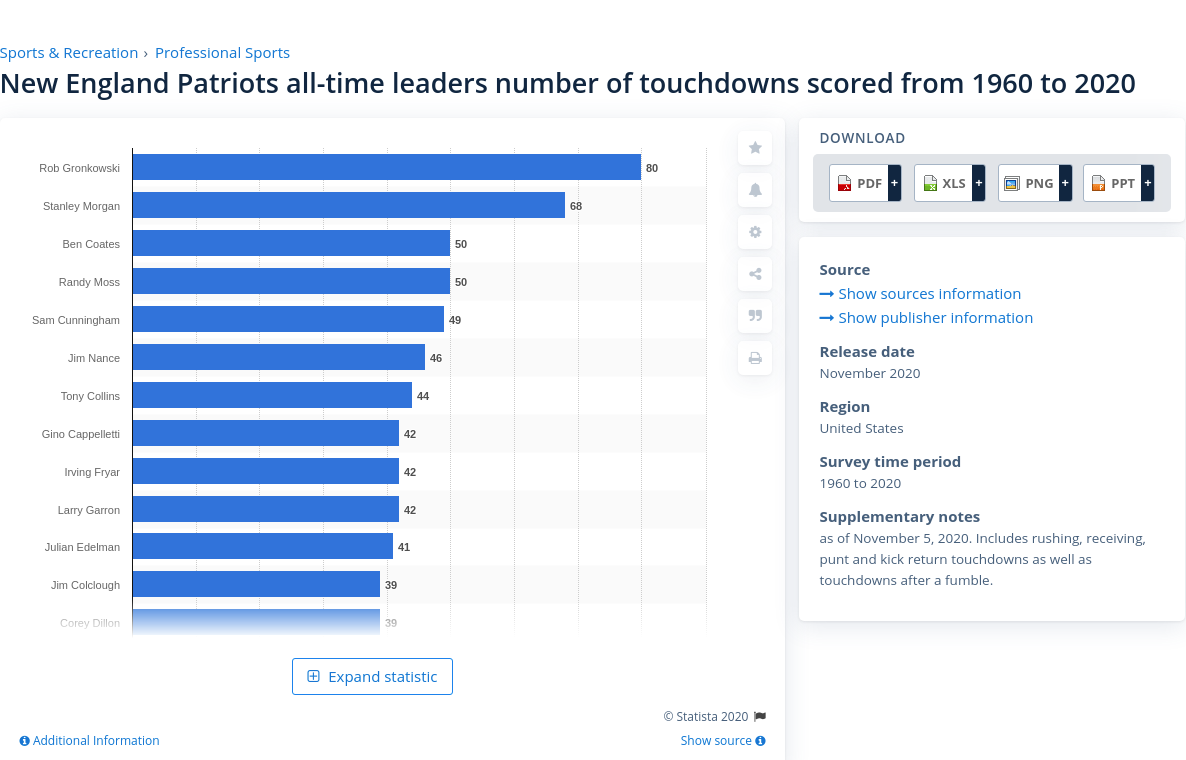 Sports & Recreation › Professional Sports
New England Patriots all-time leaders number of touchdowns scored from 1960 to 2020
Rob Gronkowski 80
Stanley Morgan 68
Ben Coates 50
Randy Moss 50
Sam Cunningham 49
Jim Nance 46
Tony Collins 44
Gino Cappelletti 42
Irving Fryar 42
Larry Garron 42
Julian Edelman 41
Jim Colclough 39
Corey Dillon 39
Expand statistic
© Statista 2020
Additional Information
Show source
DOWNLOAD
PDF + XLS + PNG + PPT +
Source
Show sources information
Show publisher information
Release date
November 2020
Region
United States
Survey time period
1960 to 2020
Supplementary notes
as of November 5, 2020. Includes rushing, receiving,
punt and kick return touchdowns as well as
touchdowns after a fumble.